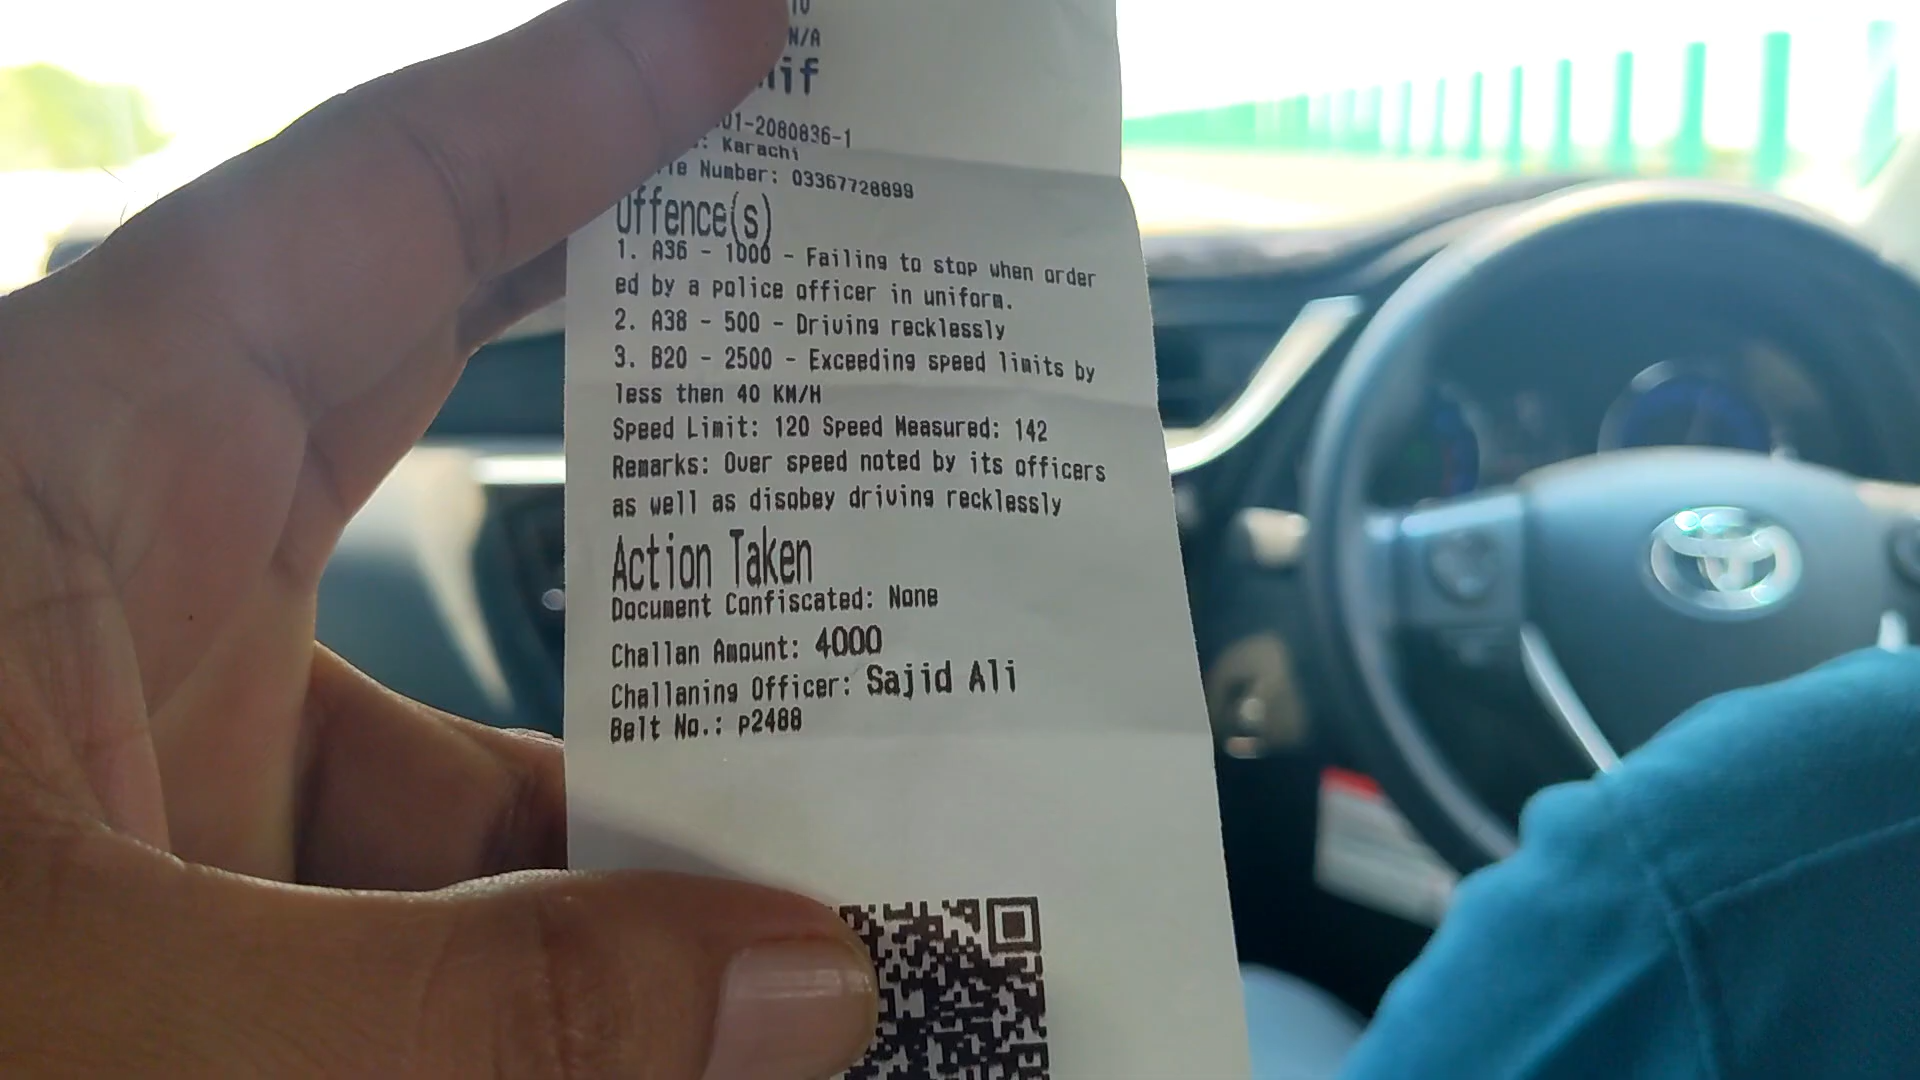 N/A
01-2080836-1
: Karachi
Number: 03367728899
Offence(s)
1. A36 - 1000 - Failing to stop when order
ed by a police officer in uniform.
2. A38 - 500 - Driving recklessly
3. B20 - 2500 - Exceeding speed limits by
less then 40 KM/H
Speed Limit: 120 Speed Measured: 142
Remarks: Over speed noted by its officers
as well as disobey driving recklessly
Action Taken
Document Confiscated: None
Challan Amount: 4000
Challaning Officer: Sajid Ali
Belt No.: p2488